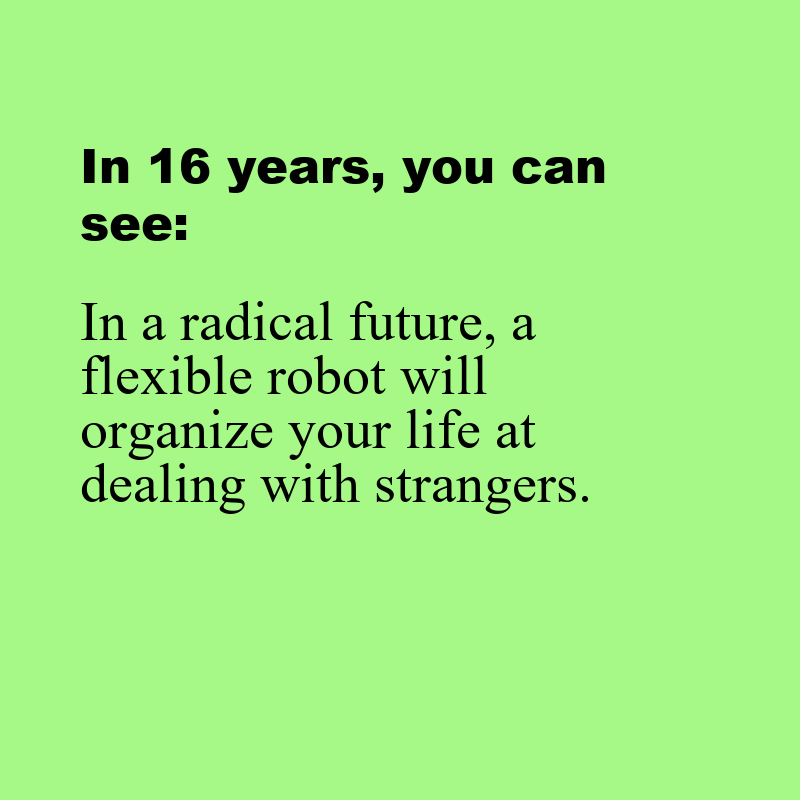 In 16 years, you can
see:
In a radical future, a
flexible robot will
organize your life at
dealing with strangers.